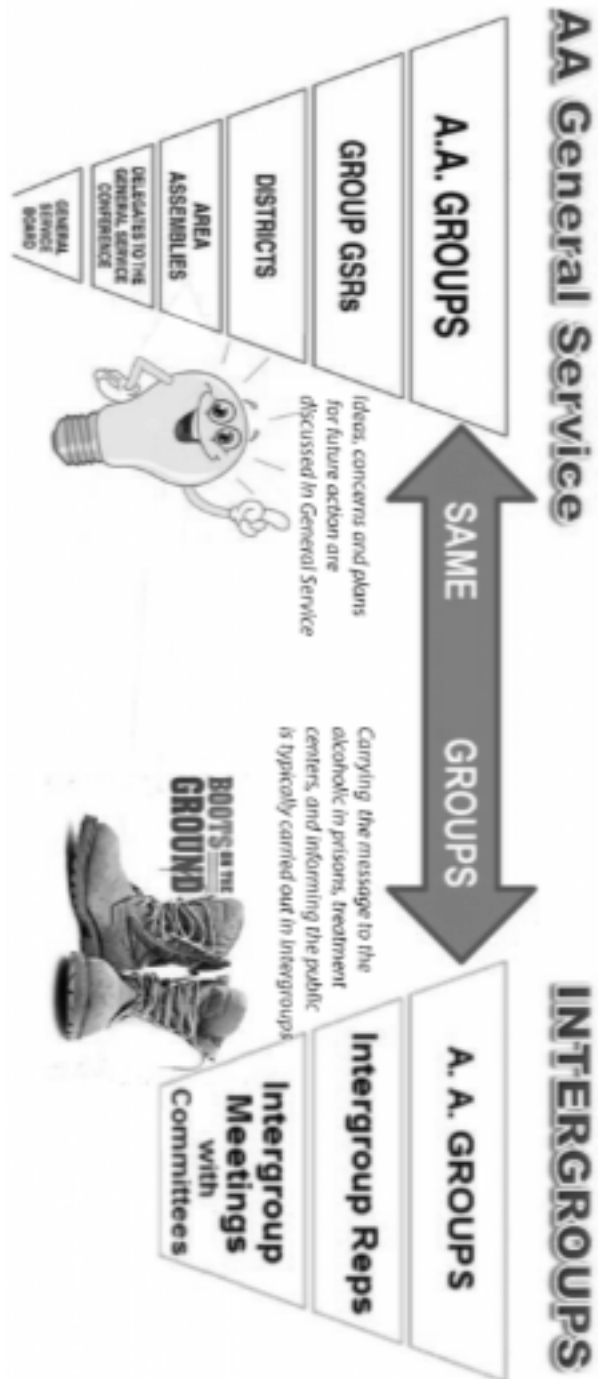 AA General Service
A.A. GROUPS
GROUP GSRs
DISTRICTS
AREA
ASSEMBLIES
DELEGATES TO THE
GENERAL SERVICE
CONFERENCE
GENERAL
SERVICE
BOARD
Ideas, concerns and plans
for future action are
discussed in General Service
SAME GROUPS
INTERGROUPS
A. A. GROUPS
Intergroup Reps
Intergroup
Meetings
with
Committees
Carrying the message to the
alcoholic in prisons, treatment
centers, and informing the public
is typically carried out in Intergroups
BOOTS ON THE
GROUND